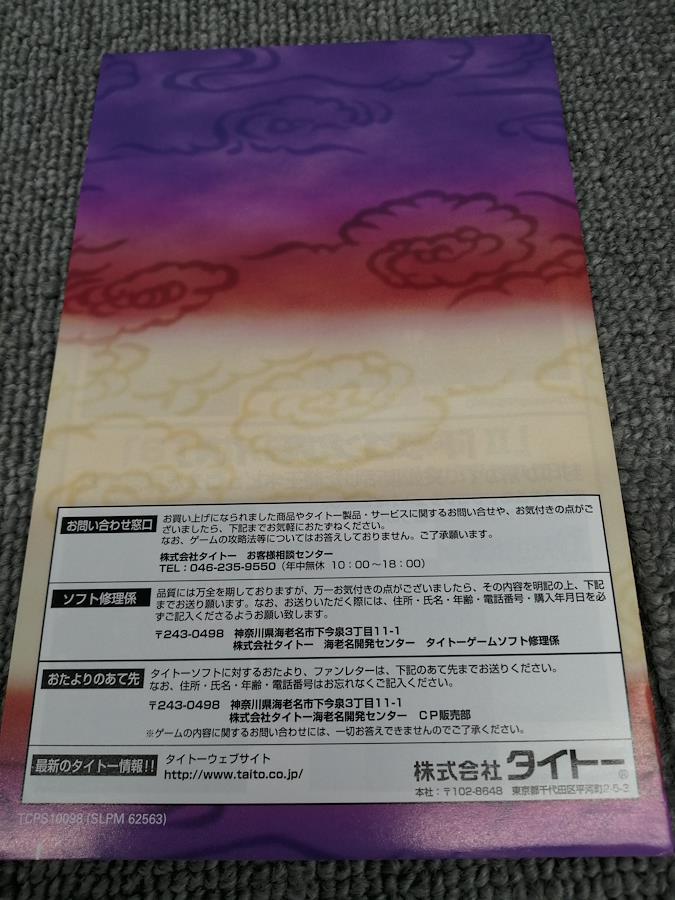 お問い合わせ窓口
お買い上げになられました商品やタイトー製品・サービスに関するお問い合せや、お気付きの点がご
ざいましたら、下記までお気軽におたずねください。
なお、ゲームの攻略法等についてはお答えしておりません。ご了承願います。
株式会社タイトー お客様相談センター
TEL:046-235-9550(年中無休 10:00~18:00)
ソフト修理係
品質には万全を期しておりますが、万一お気付きの点がございましたら、その内容を明記の上、下記
までお送り願います。なお、お送りいただく際には、住所・氏名・年齢・電話番号・購入年月日を必
ずご記入くださるようお願い致します。
〒243-0498 神奈川県海老名市下今泉3丁目11-1
株式会社タイトー 海老名開発センター タイトーゲームソフト修理係
おたよりのあて先
タイトーソフトに対するおたより、ファンレターは、下記のあて先までお送りください。
なお、住所・氏名・年齢・電話番号はお忘れなくご記入ください。
〒243-0498 神奈川県海老名市下今泉3丁目11-1
株式会社タイトー海老名開発センター CP販売部
※ゲームの内容に関するお問い合せには、一切お答えできませんのでご了承ください。
最新のタイトー情報!!
タイトーウェブサイト
http://www.taito.co.jp/
株式会社 タイトー®
本社:〒102-8648 東京都千代田区平河町2-5-3
TCPS10098 (SLPM 62563)